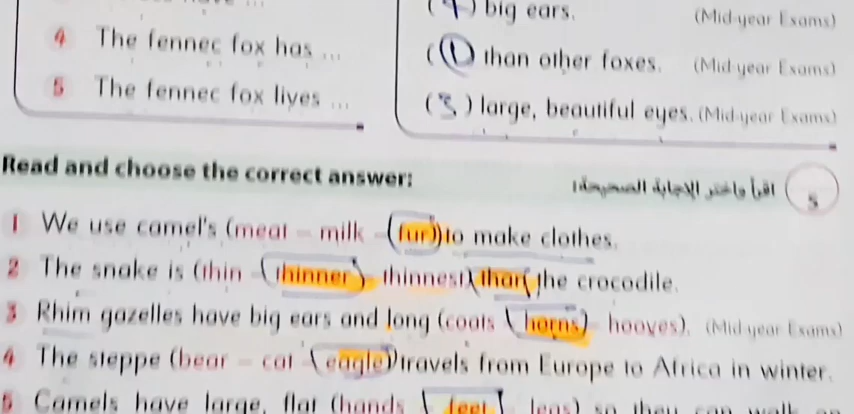 ( 4 ) big ears. (Mid-year Exams)
4 The fennec fox has ...
( 1 ) than other foxes. (Mid-year Exams)
5 The fennec fox lives ...
( 3 ) large, beautiful eyes. (Mid-year Exams)
Read and choose the correct answer:
اقرأ واختر الإجابة الصحيحة:
5
1 We use camel's (meat - milk - fur) to make clothes.
2 The snake is (thin - thinner - thinnest) than the crocodile.
3 Rhim gazelles have big ears and long (coats - horns - hooves). (Mid-year Exams)
4 The steppe (bear - cat - eagle) travels from Europe to Africa in winter.
5 Camels have large, flat (hands - feet - legs) so they can walk on